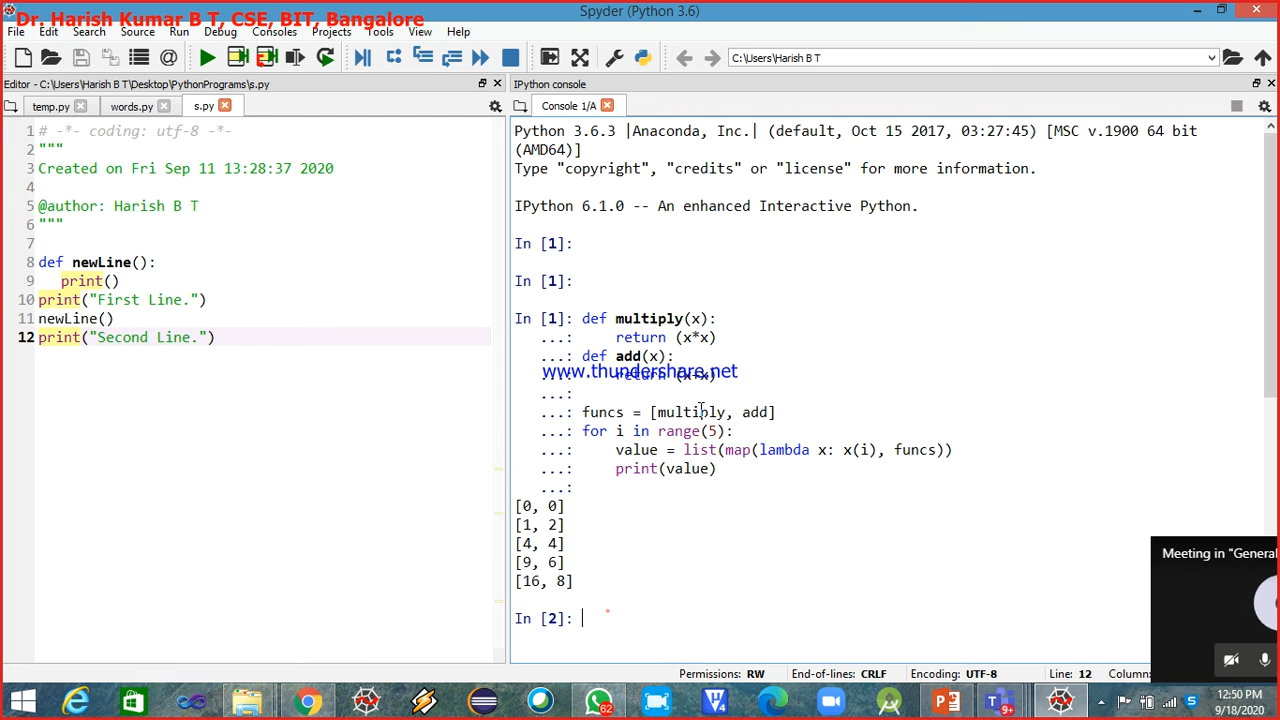 Spyder (Python 3.6)
Dr. Harish Kumar B T, CSE, BIT, Bangalore
File Edit Search Source Run Debug Consoles Projects Tools View Help
C:\Users\Harish B T
Editor - C:\Users\Harish B T\Desktop\PythonPrograms\s.py
temp.py words.py s.py
1 # -*- coding: utf-8 -*-
2 """
3 Created on Fri Sep 11 13:28:37 2020
4
5 @author: Harish B T
6 """
7
8 def newLine():
9 print()
10 print("First Line.")
11 newLine()
12 print("Second Line.")
IPython console
Console 1/A
Python 3.6.3 |Anaconda, Inc.| (default, Oct 15 2017, 03:27:45) [MSC v.1900 64 bit
(AMD64)]
Type "copyright", "credits" or "license" for more information.
IPython 6.1.0 -- An enhanced Interactive Python.
In [1]:
In [1]:
In [1]: def multiply(x):
...: return (x*x)
...: def add(x):
...: return (x+x)
www.thundershare.net
...:
...: funcs = [multiply, add]
...: for i in range(5):
...: value = list(map(lambda x: x(i), funcs))
...: print(value)
...:
[0, 0]
[1, 2]
[4, 4]
[9, 6]
[16, 8]
In [2]:
Meeting in "General
Permissions: RW End-of-lines: CRLF Encoding: UTF-8 Line: 12 Column:
62
V4
9+
12:50 PM
9/18/2020